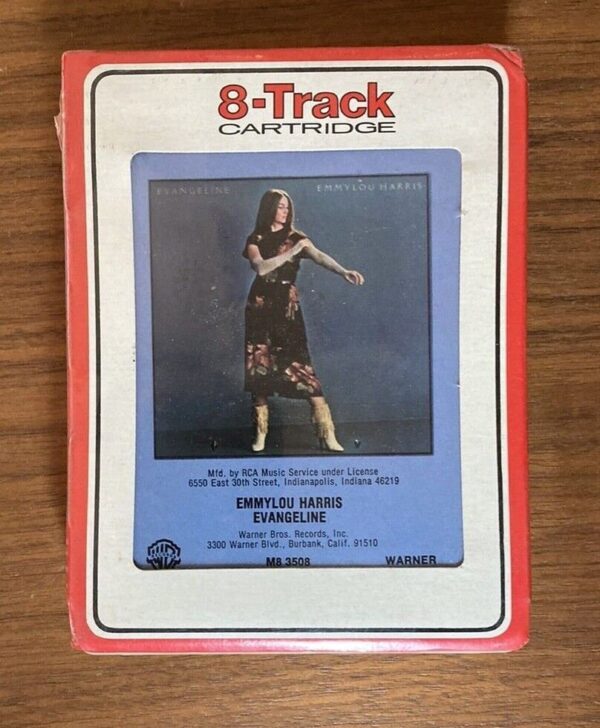 8-Track
CARTRIDGE
EVANGELINE
EMMYLOU HARRIS
Mfd. by RCA Music Service under License
6550 East 30th Street, Indianapolis, Indiana 46219
EMMYLOU HARRIS
EVANGELINE
Warner Bros. Records, Inc.
3300 Warner Blvd., Burbank, Calif. 91510
M8 3508
WARNER